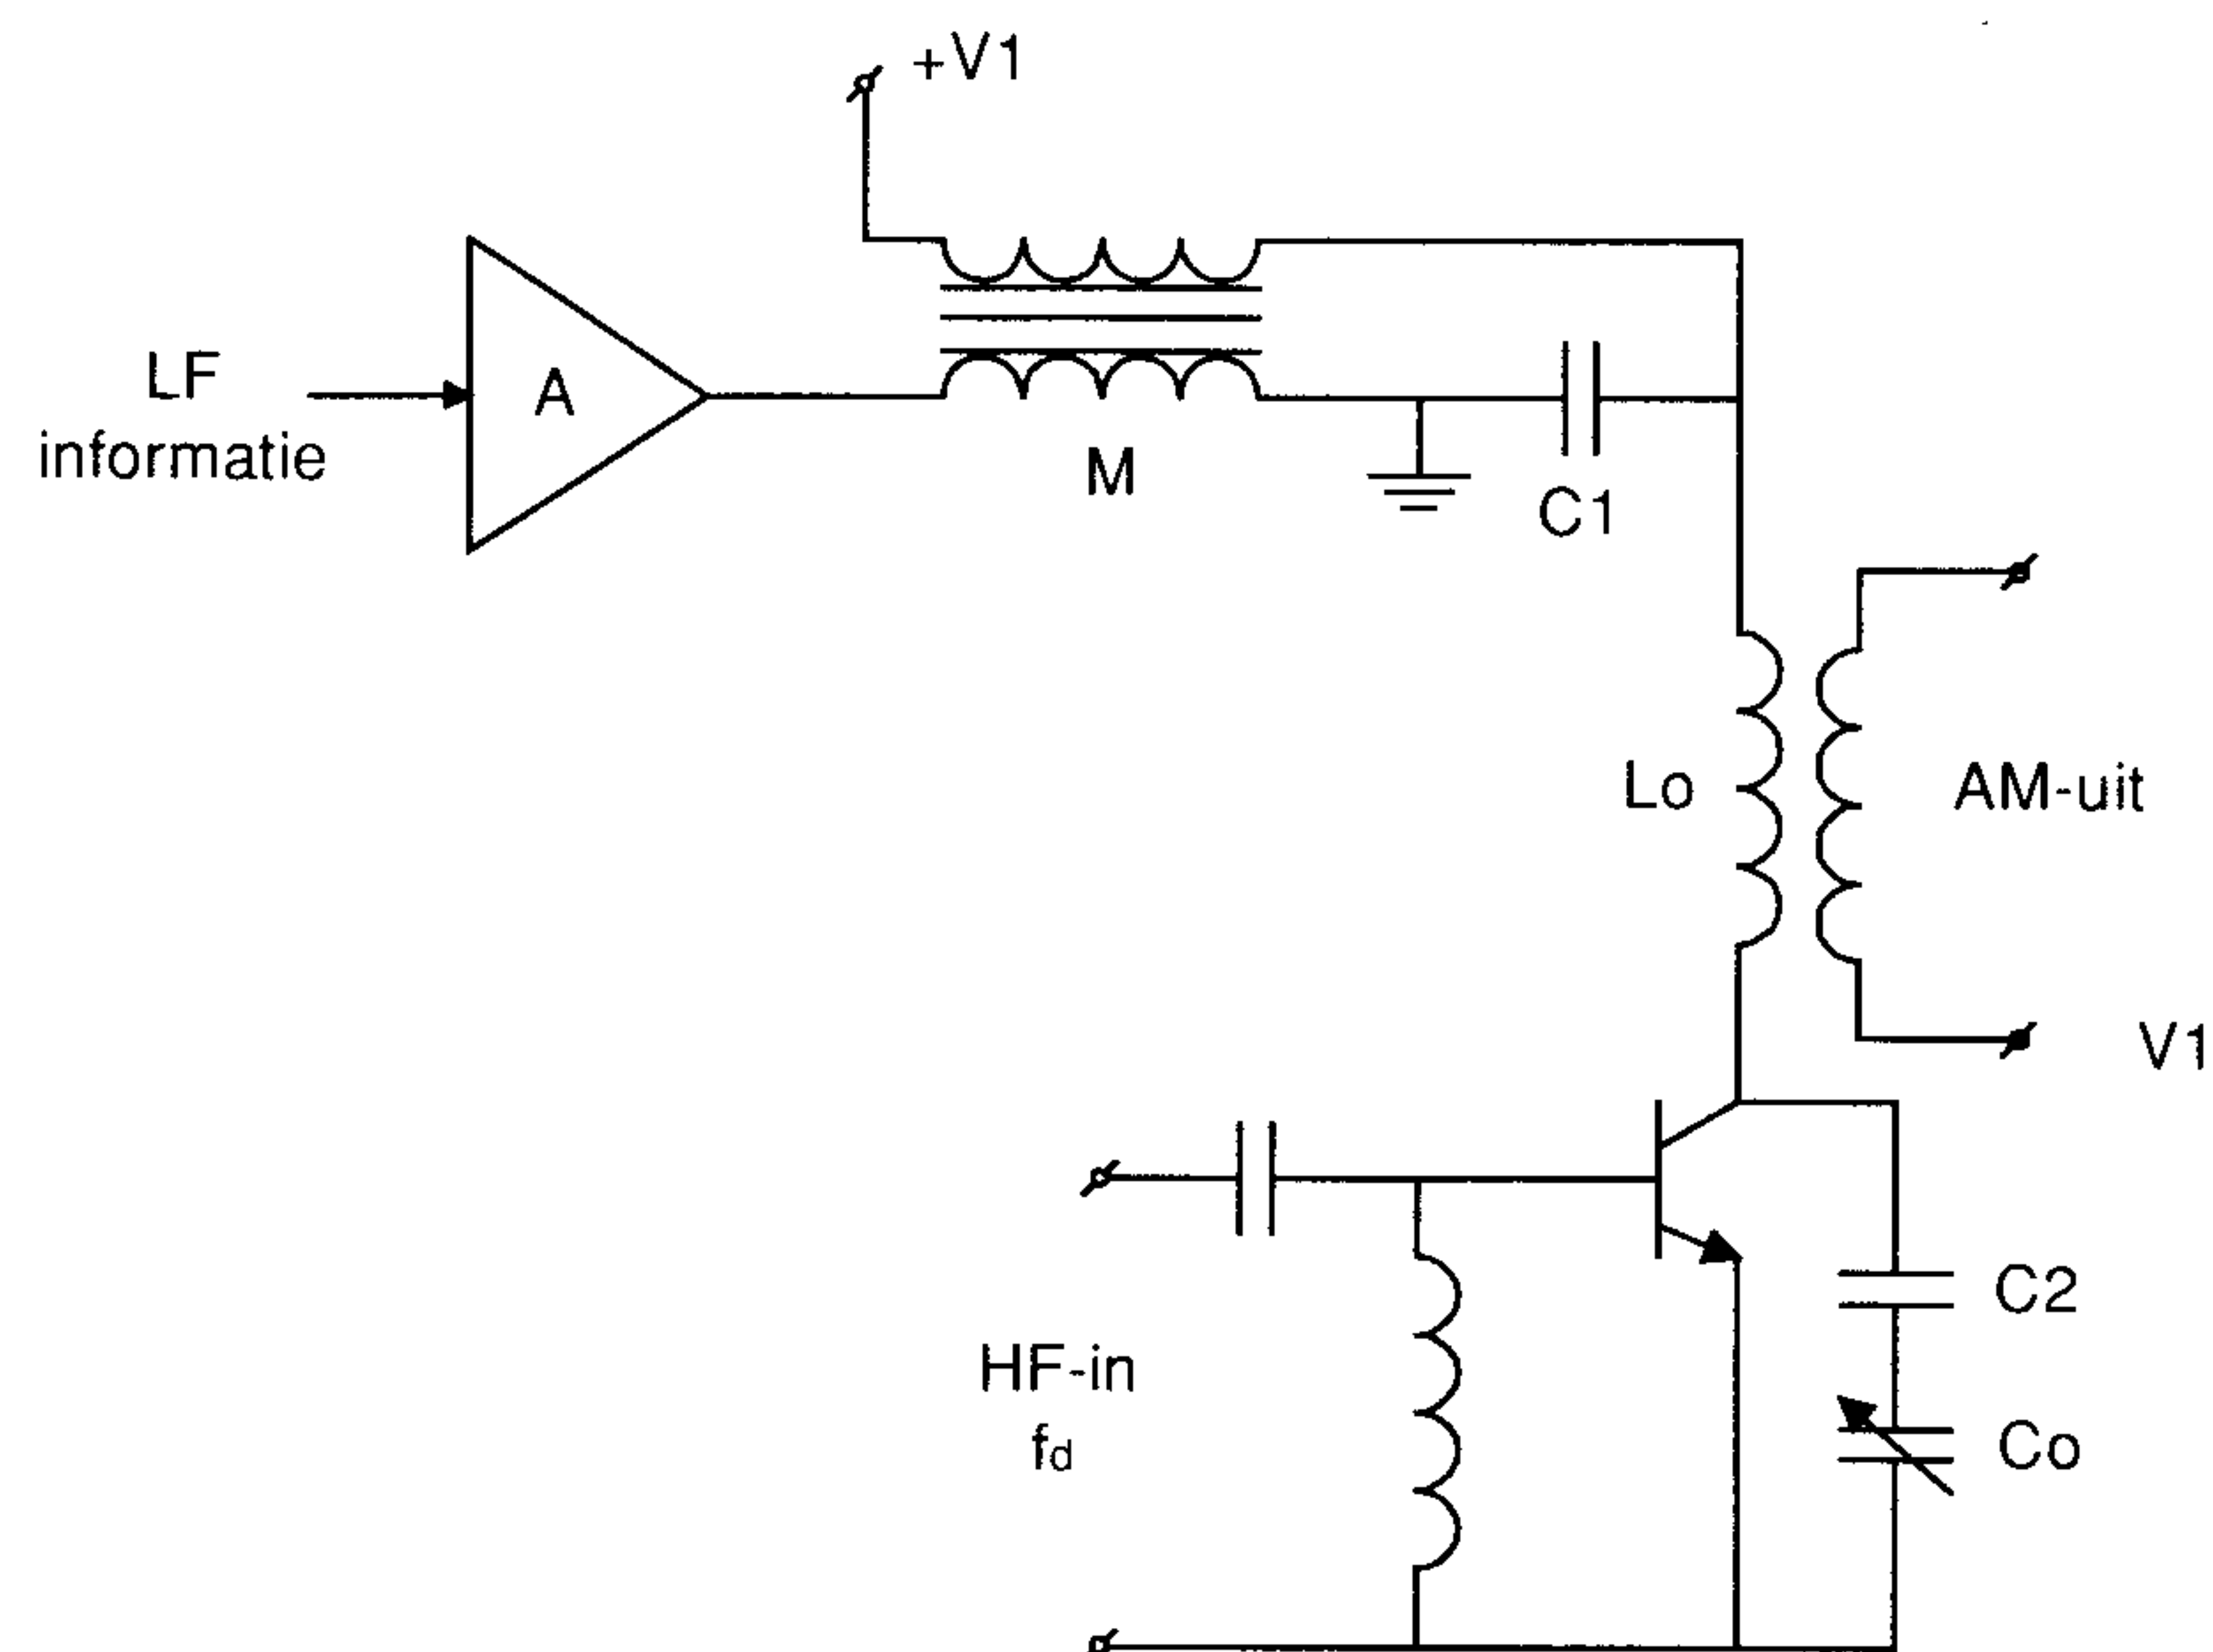 +V1
LF
informatie
A
M
C1
Lo
AM-uit
V1
C2
HF-in
fd
Co